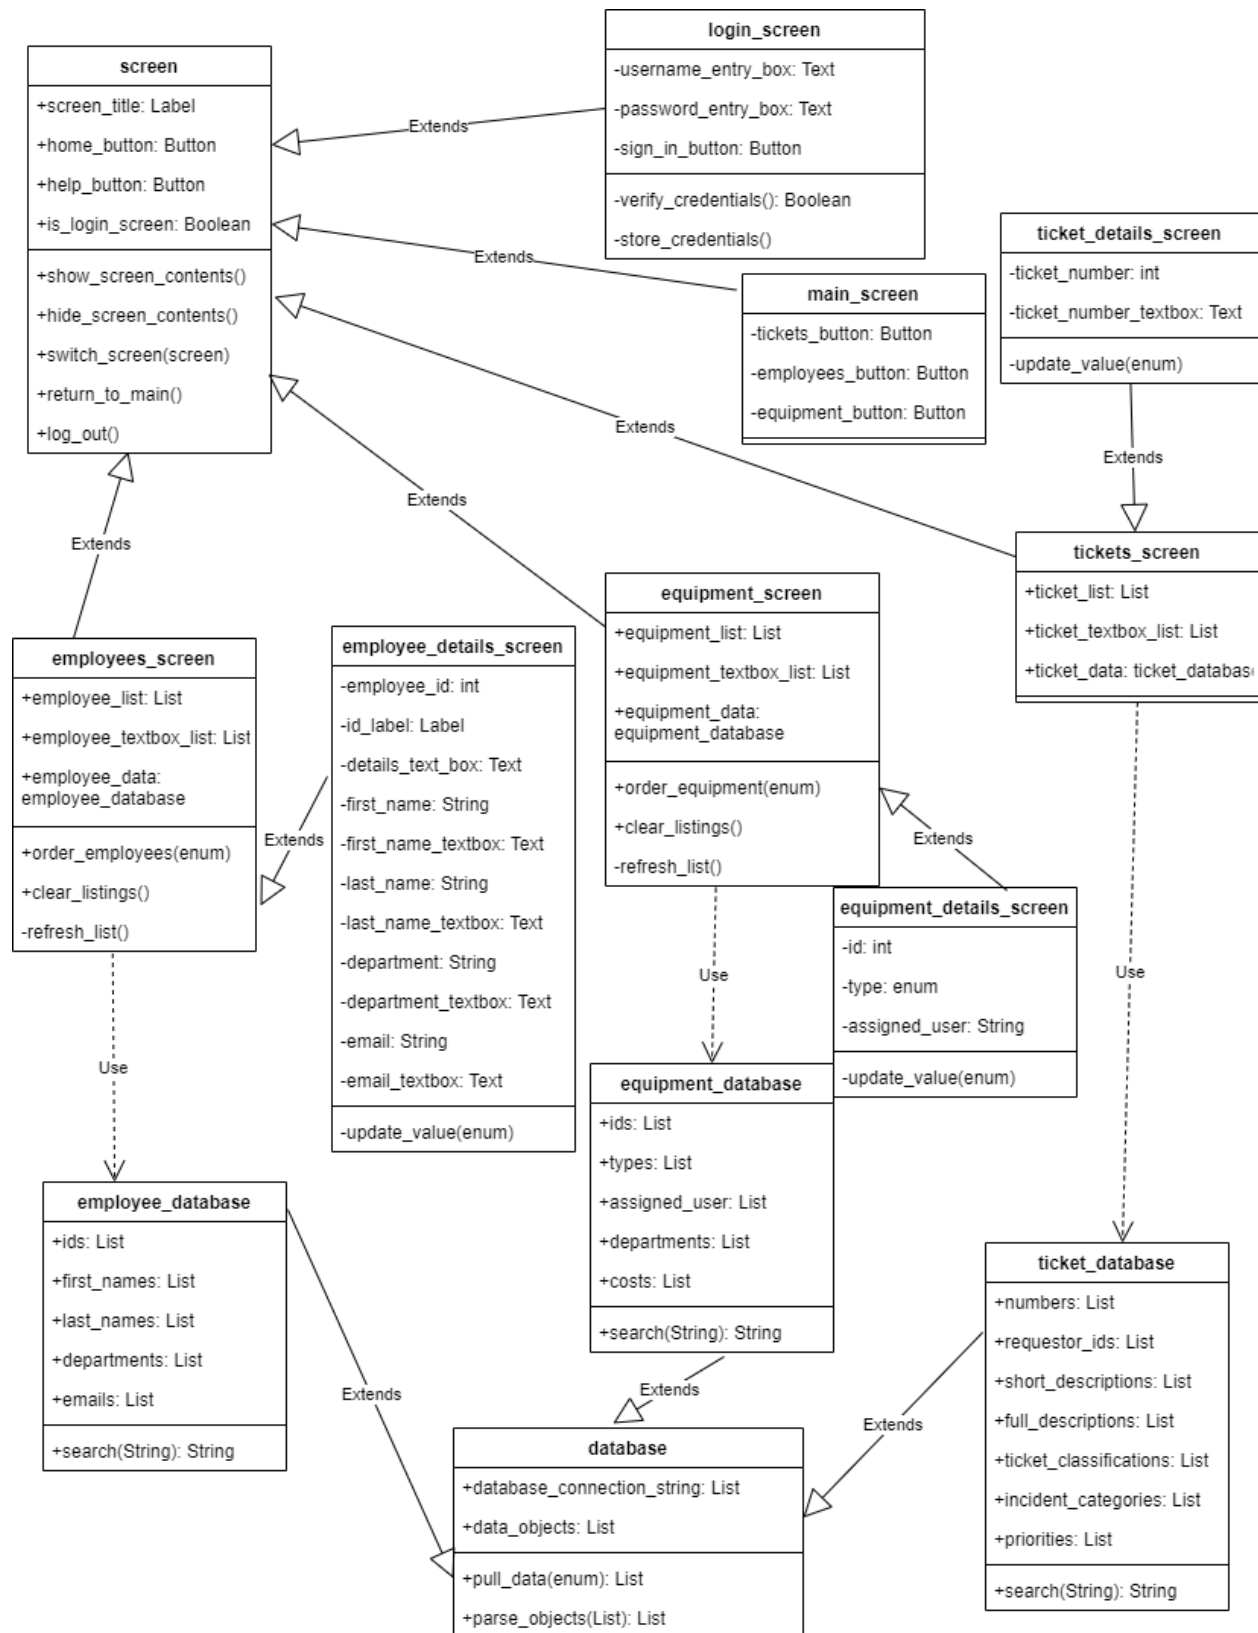 screen
+screen_title: Label
+home_button: Button
+help_button: Button
+is_login_screen: Boolean
+show_screen_contents()
+hide_screen_contents()
+switch_screen(screen)
+return_to_main()
+log_out()
login_screen
-username_entry_box: Text
-password_entry_box: Text
-sign_in_button: Button
-verify_credentials(): Boolean
-store_credentials()
Extends
Extends
main_screen
-tickets_button: Button
-employees_button: Button
-equipment_button: Button
ticket_details_screen
-ticket_number: int
-ticket_number_textbox: Text
-update_value(enum)
Extends
Extends
Extends
Extends
tickets_screen
+ticket_list: List
+ticket_textbox_list: List
+ticket_data: ticket_databas
employees_screen
+employee_list: List
+employee_textbox_list: List
+employee_data:
employee_database
+order_employees(enum)
+clear_listings()
-refresh_list()
Extends
employee_details_screen
-employee_id: int
-id_label: Label
-details_text_box: Text
-first_name: String
-first_name_textbox: Text
-last_name: String
-last_name_textbox: Text
-department: String
-department_textbox: Text
-email: String
-email_textbox: Text
-update_value(enum)
equipment_screen
+equipment_list: List
+equipment_textbox_list: List
+equipment_data:
equipment_database
+order_equipment(enum)
+clear_listings()
-refresh_list()
Extends
equipment_details_screen
-id: int
-type: enum
-assigned_user: String
-update_value(enum)
Use
Use
Use
employee_database
+ids: List
+first_names: List
+last_names: List
+departments: List
+emails: List
+search(String): String
equipment_database
+ids: List
+types: List
+assigned_user: List
+departments: List
+costs: List
+search(String): String
ticket_database
+numbers: List
+requestor_ids: List
+short_descriptions: List
+full_descriptions: List
+ticket_classifications: List
+incident_categories: List
+priorities: List
+search(String): String
Extends
Extends
Extends
database
+database_connection_string: List
+data_objects: List
+pull_data(enum): List
+parse_objects(List): List